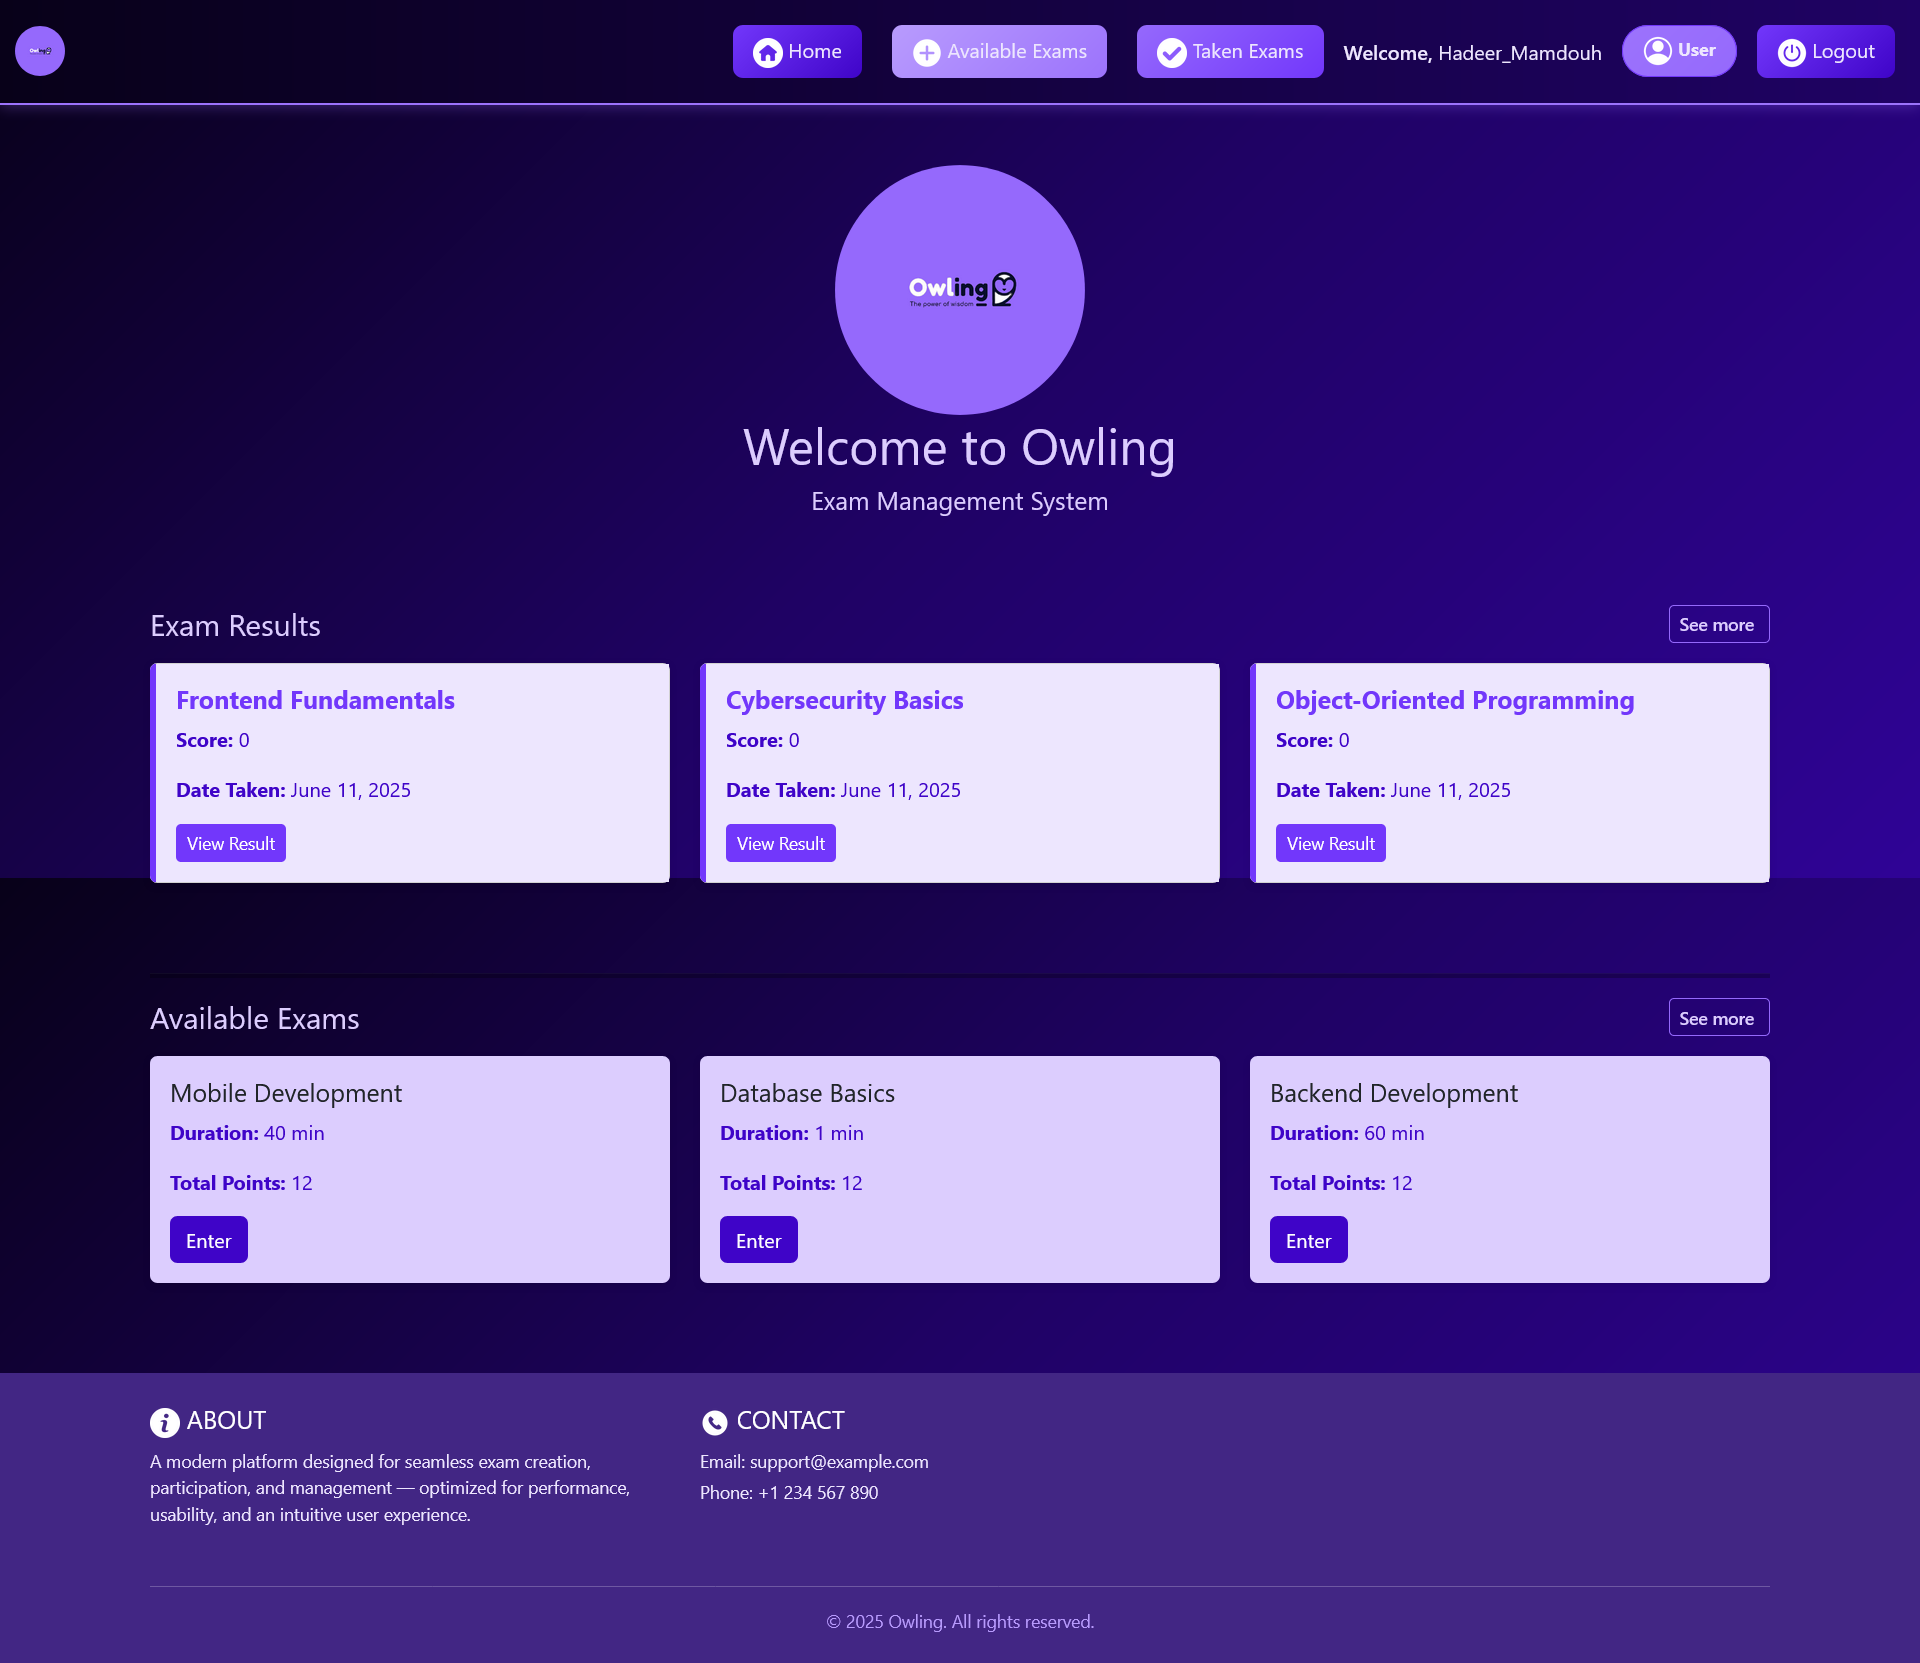 Owling
Home
Available Exams
Taken Exams
Welcome, Hadeer_Mamdouh
User
Logout
Owling
The power of wisdom
Welcome to Owling
Exam Management System
Exam Results
See more
Frontend Fundamentals
Score: 0
Date Taken: June 11, 2025
View Result
Cybersecurity Basics
Score: 0
Date Taken: June 11, 2025
View Result
Object-Oriented Programming
Score: 0
Date Taken: June 11, 2025
View Result
Available Exams
See more
Mobile Development
Duration: 40 min
Total Points: 12
Enter
Database Basics
Duration: 1 min
Total Points: 12
Enter
Backend Development
Duration: 60 min
Total Points: 12
Enter
ABOUT
A modern platform designed for seamless exam creation,
participation, and management — optimized for performance,
usability, and an intuitive user experience.
CONTACT
Email: support@example.com
Phone: +1 234 567 890
© 2025 Owling. All rights reserved.